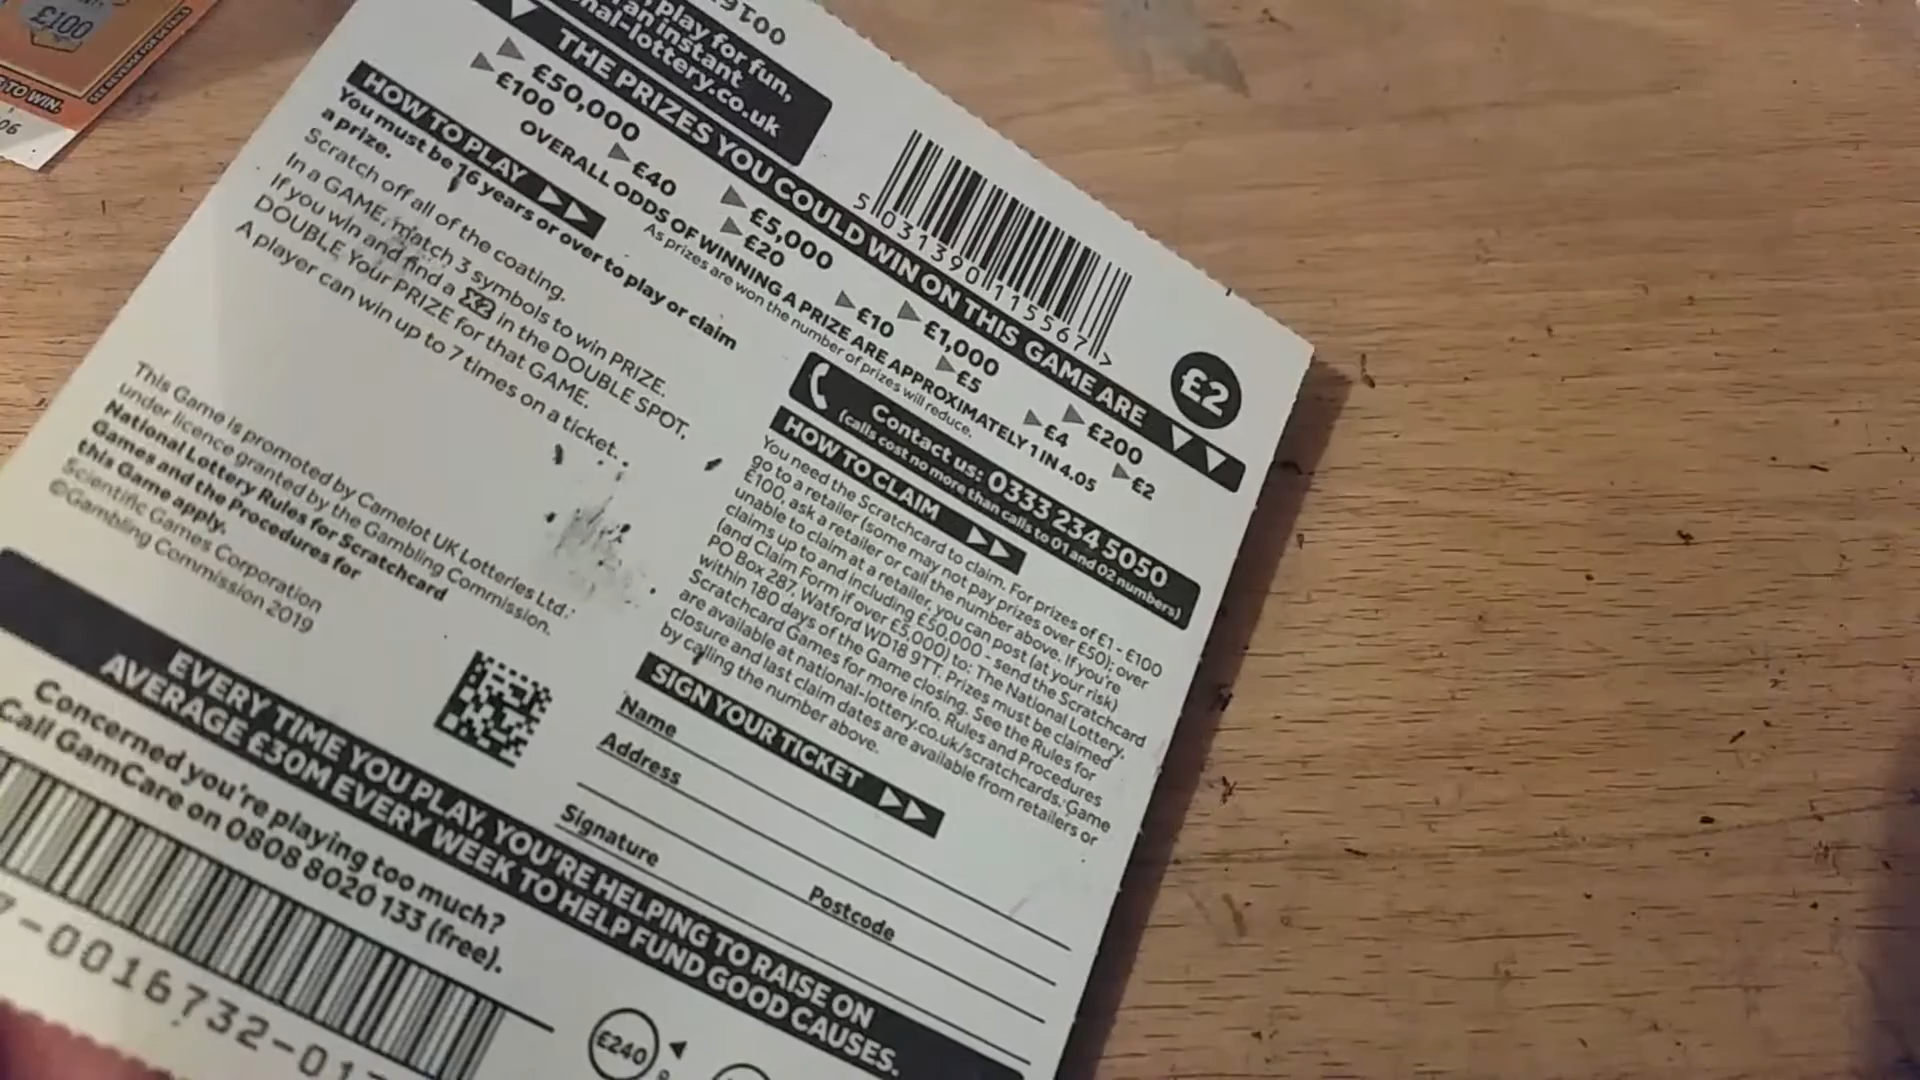 £100
TO WIN.
SEE REVERSE FOR DETAILS
06
play for fun,
an instant
nal-lottery.co.uk
THE PRIZES YOU COULD WIN ON THIS GAME ARE
£50,000
£5,000
£1,000
£200
£100
£40
£20
£10
£5
£4
£2
OVERALL ODDS OF WINNING A PRIZE ARE APPROXIMATELY 1 IN 4.05
As prizes are won the number of prizes will reduce.
5 031390 115567 >
£2
HOW TO PLAY
You must be 16 years or over to play or claim
a prize.
Scratch off all of the coating.
In a GAME, match 3 symbols to win PRIZE.
If you win and find a X2 in the DOUBLE SPOT,
DOUBLE Your PRIZE for that GAME.
A player can win up to 7 times on a ticket.
This Game is promoted by Camelot UK Lotteries Ltd.
under licence granted by the Gambling Commission.
National Lottery Rules for Scratchcard
Games and the Procedures for
this Game apply.
Scientific Games Corporation
©Gambling Commission 2019
Contact us: 0333 234 5050
(calls cost no more than calls to 01 and 02 numbers)
HOW TO CLAIM
You need the Scratchcard to claim. For prizes of £1 - £100
go to a retailer (some may not pay prizes over £50); over
£100, ask a retailer or call the number above. If you're
unable to claim at a retailer, you can post (at your risk)
claims up to and including £50,000 - send the Scratchcard
(and Claim Form if over £5,000) to: The National Lottery,
PO Box 287, Watford WD18 9TT. Prizes must be claimed
within 180 days of the Game closing. See the Rules for
Scratchcard Games for more info. Rules and Procedures
are available at national-lottery.co.uk/scratchcards. Game
closure and last claim dates are available from retailers or
by calling the number above.
SIGN YOUR TICKET
Name
Address
Postcode
Signature
EVERY TIME YOU PLAY, YOU'RE HELPING TO RAISE ON
AVERAGE £30M EVERY WEEK TO HELP FUND GOOD CAUSES.
Concerned you're playing too much?
Call GamCare on 0808 8020 133 (free).
7-0016732-01
£240